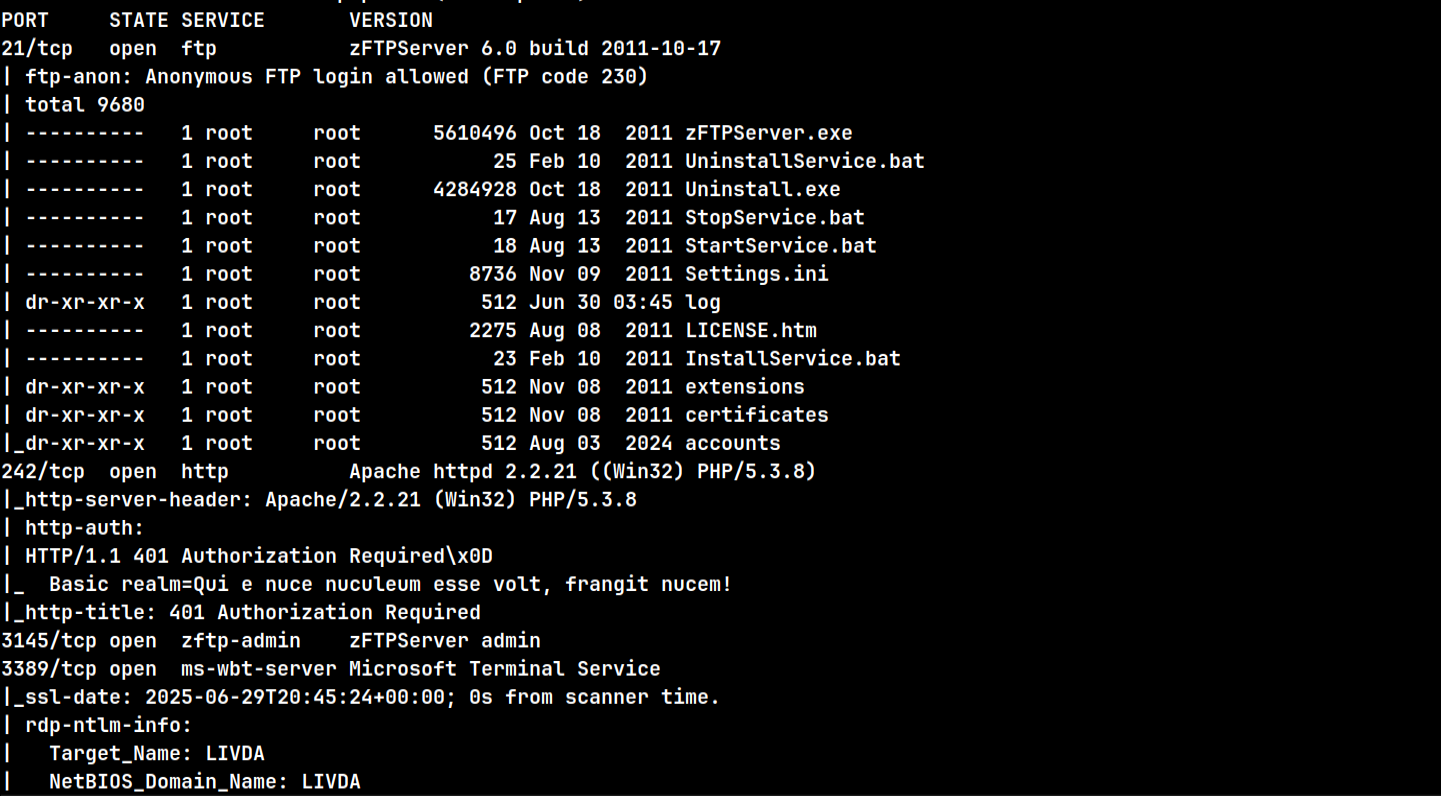 PORT     STATE SERVICE       VERSION
21/tcp   open  ftp           zFTPServer 6.0 build 2011-10-17
| ftp-anon: Anonymous FTP login allowed (FTP code 230)
| total 9680
| ----------   1 root     root      5610496 Oct 18  2011 zFTPServer.exe
| ----------   1 root     root           25 Feb 10  2011 UninstallService.bat
| ----------   1 root     root      4284928 Oct 18  2011 Uninstall.exe
| ----------   1 root     root           17 Aug 13  2011 StopService.bat
| ----------   1 root     root           18 Aug 13  2011 StartService.bat
| ----------   1 root     root         8736 Nov 09  2011 Settings.ini
| dr-xr-xr-x   1 root     root          512 Jun 30 03:45 log
| ----------   1 root     root         2275 Aug 08  2011 LICENSE.htm
| ----------   1 root     root           23 Feb 10  2011 InstallService.bat
| dr-xr-xr-x   1 root     root          512 Nov 08  2011 extensions
| dr-xr-xr-x   1 root     root          512 Nov 08  2011 certificates
|_dr-xr-xr-x   1 root     root          512 Aug 03  2024 accounts
242/tcp  open  http          Apache httpd 2.2.21 ((Win32) PHP/5.3.8)
|_http-server-header: Apache/2.2.21 (Win32) PHP/5.3.8
| http-auth:
| HTTP/1.1 401 Authorization Required\x0D
|_  Basic realm=Qui e nuce nuculeum esse volt, frangit nucem!
|_http-title: 401 Authorization Required
3145/tcp open  zftp-admin    zFTPServer admin
3389/tcp open  ms-wbt-server Microsoft Terminal Service
|_ssl-date: 2025-06-29T20:45:24+00:00; 0s from scanner time.
| rdp-ntlm-info:
|   Target_Name: LIVDA
|   NetBIOS_Domain_Name: LIVDA